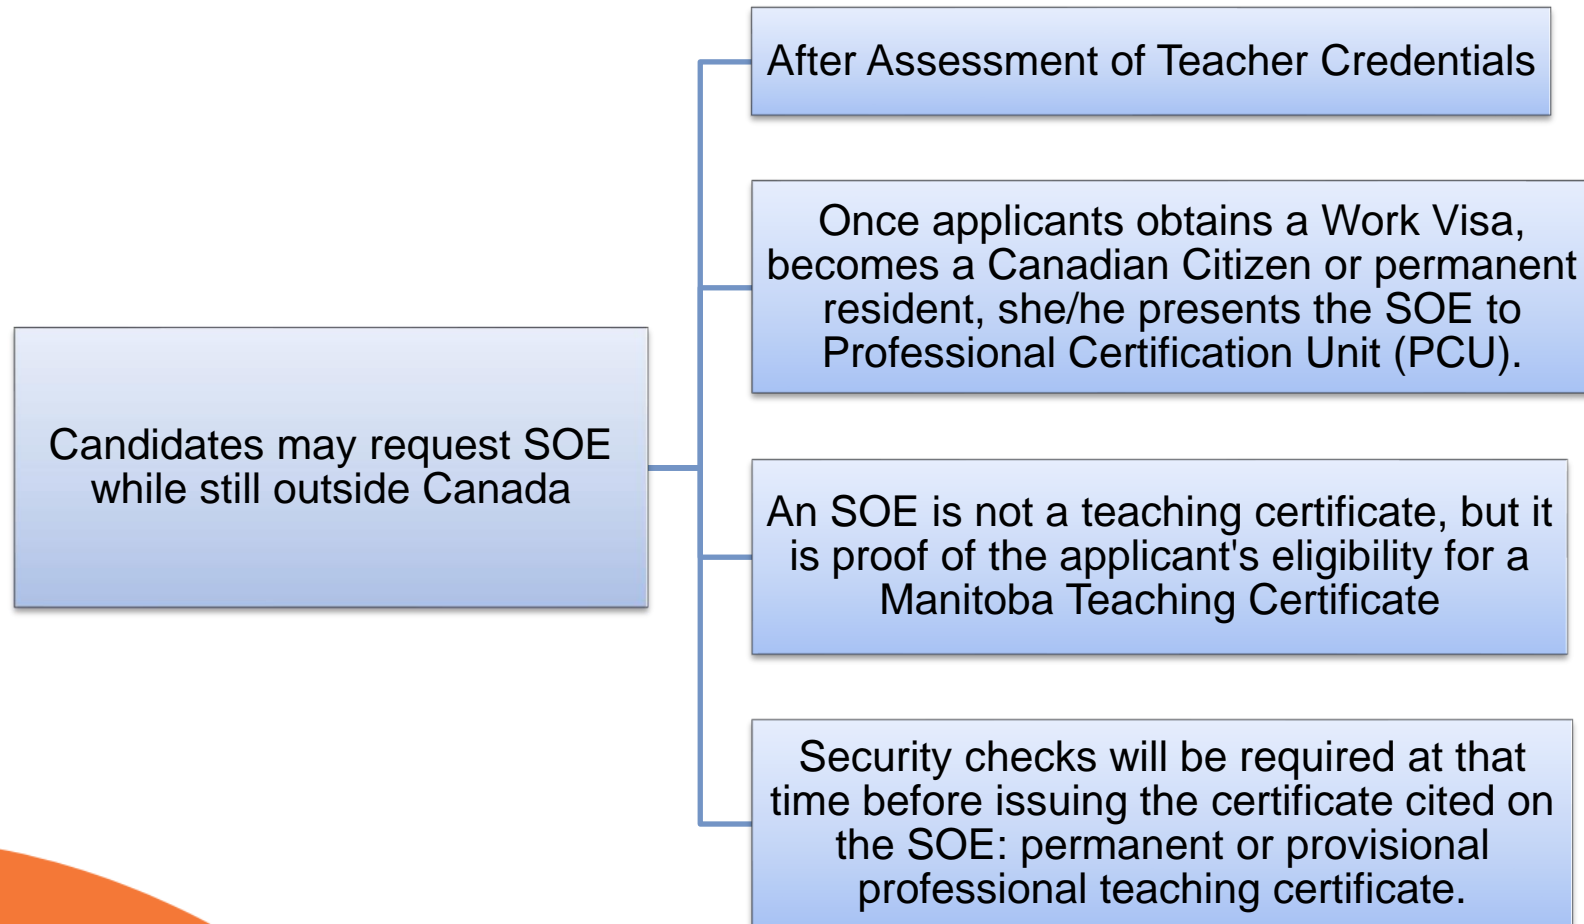 Candidates may request SOE
while still outside Canada
After Assessment of Teacher Credentials
Once applicants obtains a Work Visa,
becomes a Canadian Citizen or permanent
resident, she/he presents the SOE to
Professional Certification Unit (PCU).
An SOE is not a teaching certificate, but it
is proof of the applicant's eligibility for a
Manitoba Teaching Certificate
Security checks will be required at that
time before issuing the certificate cited on
the SOE: permanent or provisional
professional teaching certificate.